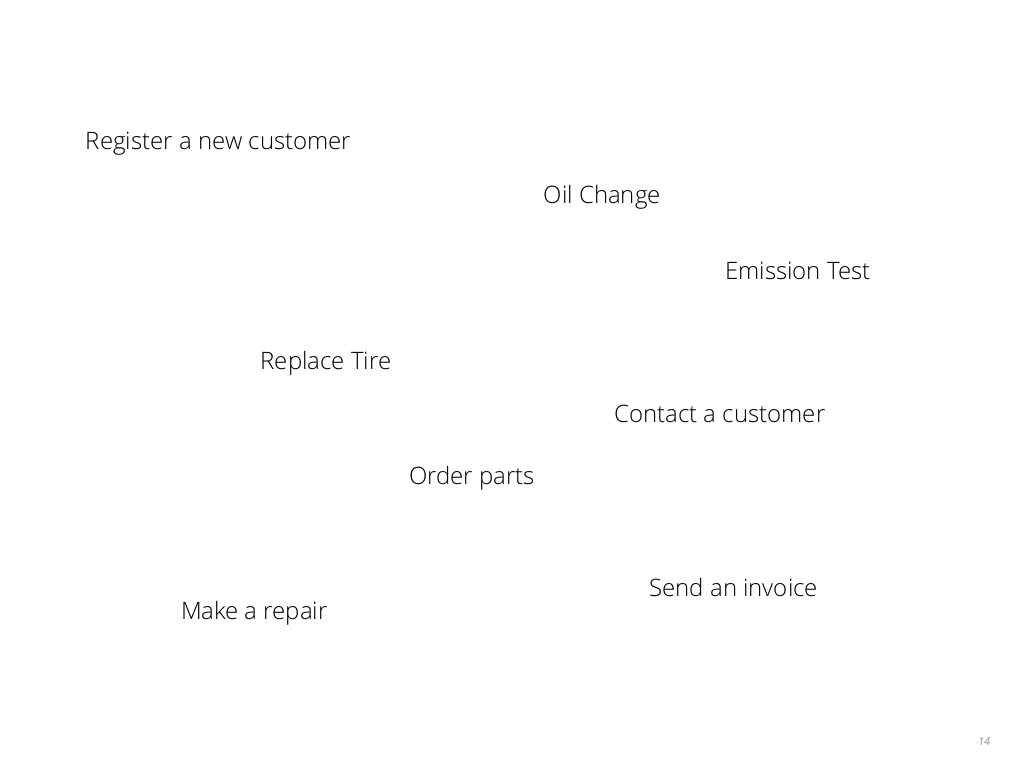 Register a new customer
Oil Change
Emission Test
Replace Tire
Contact a customer
Order parts
Send an invoice
Make a repair
14